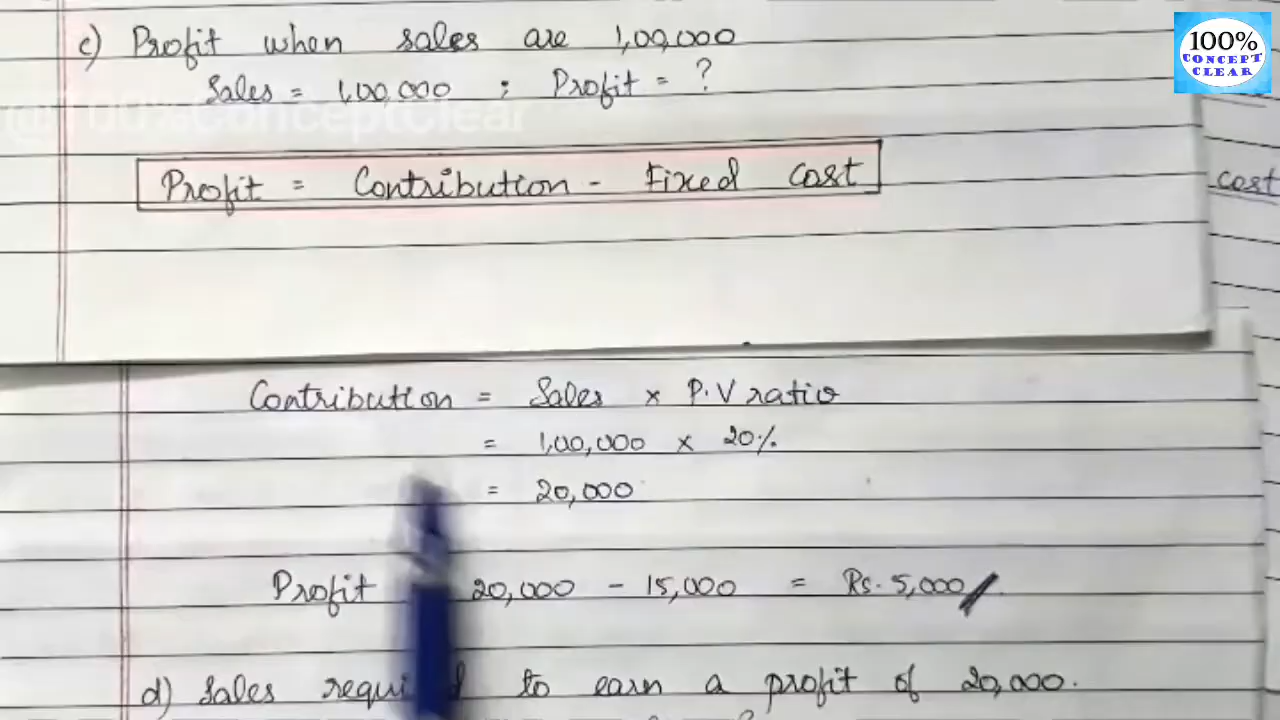 c) Profit when sales are 1,00,000
Sales = 1,00,000 ; Profit = ?
@100%ConceptClear
Profit = Contribution - Fixed Cost
cost
Contribution = Sales × P.V ratio
= 1,00,000 × 20%
= 20,000
Profit 20,000 - 15,000 = Rs. 5,000
d) Sales to earn a profit of 20,000.
100%
CONCEPT
CLEAR